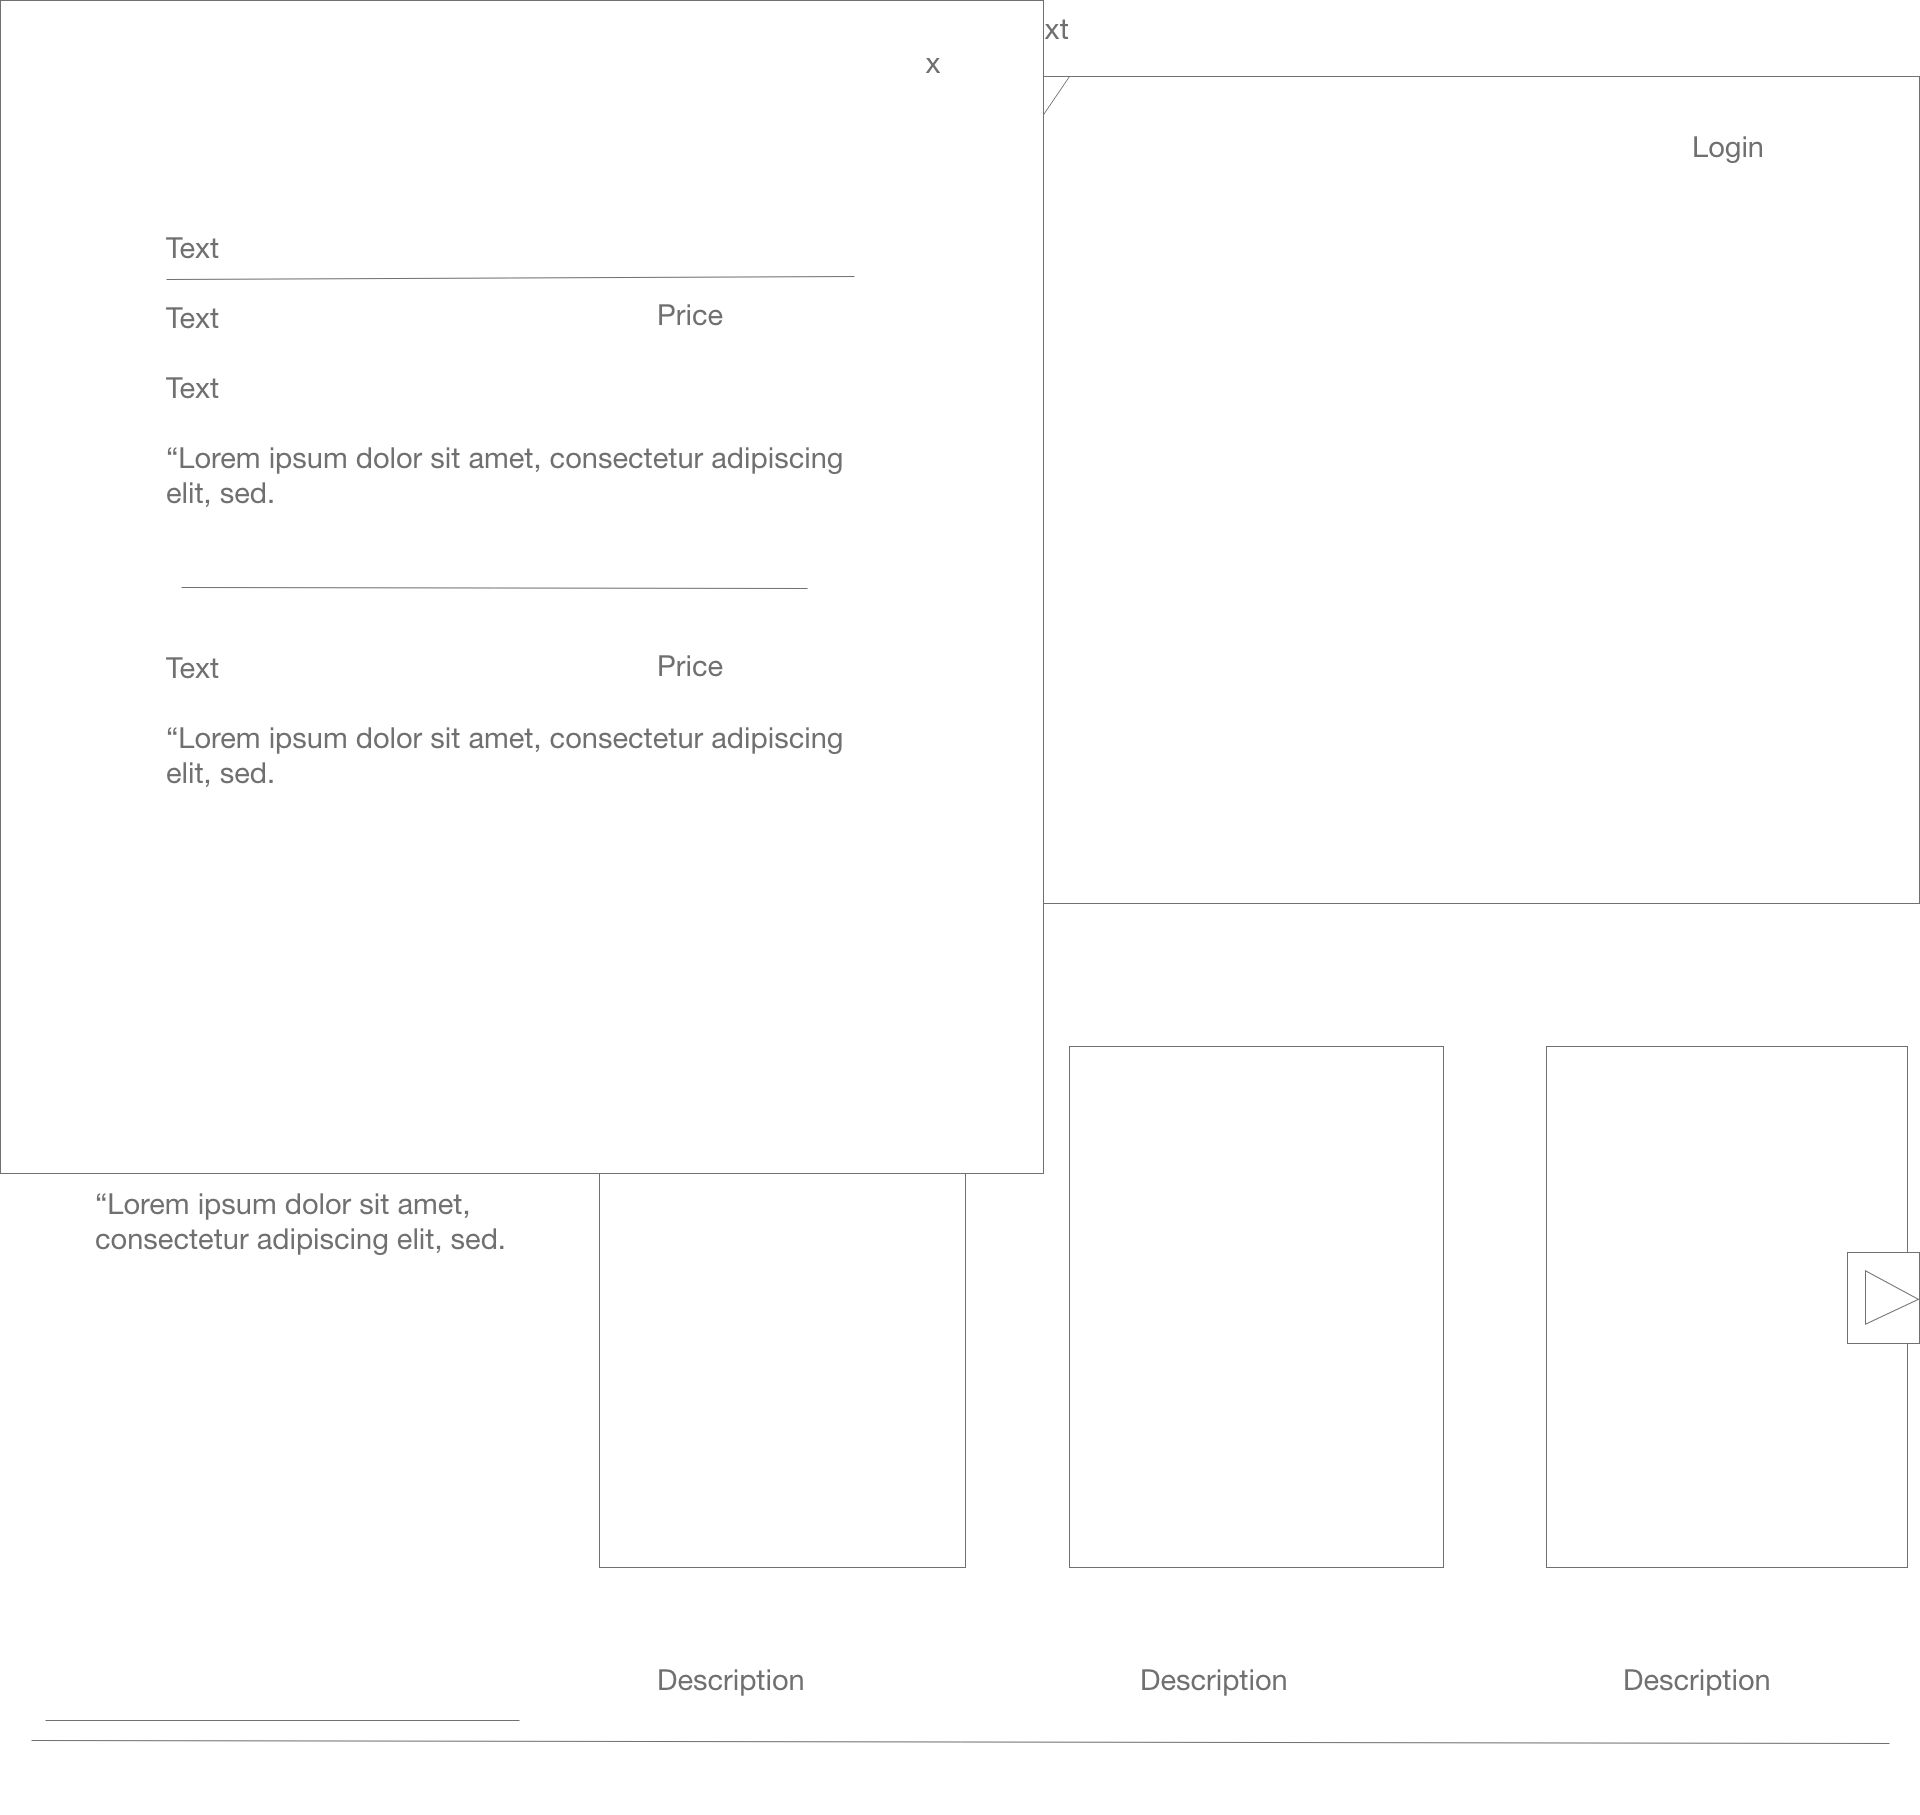 xt
x
Login
Text
Text
Price
Text
“Lorem ipsum dolor sit amet, consectetur adipiscing
elit, sed.
Text
Price
“Lorem ipsum dolor sit amet, consectetur adipiscing
elit, sed.
“Lorem ipsum dolor sit amet,
consectetur adipiscing elit, sed.
Description
Description
Description